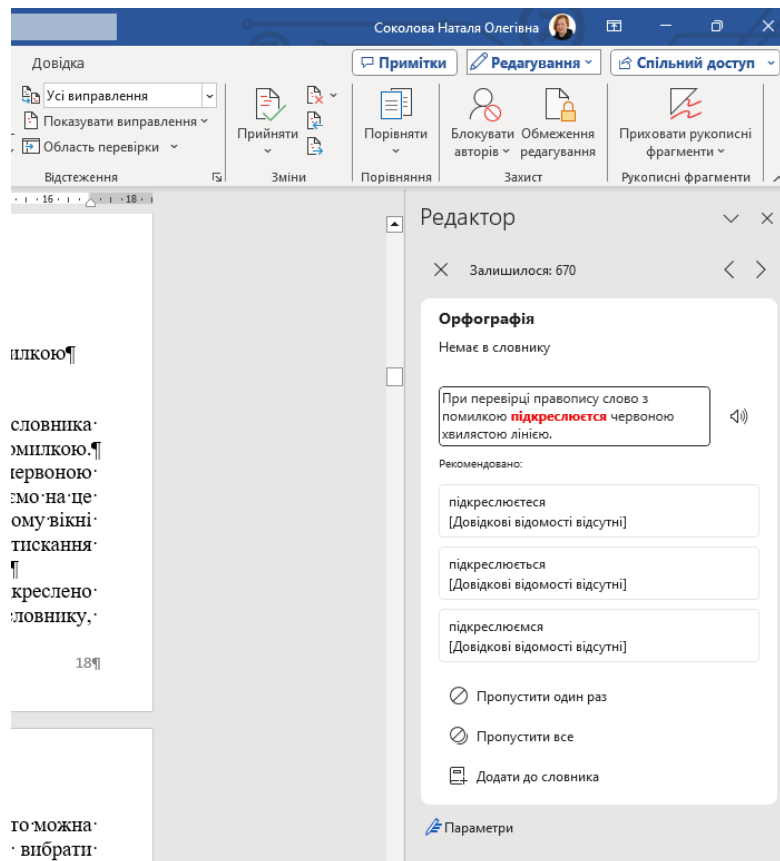 Соколова Наталя Олегівна
Довідка
Примітки
Редагування
Спільний доступ
Усі виправлення
Показувати виправлення
Область перевірки
Відстеження
Прийняти
Зміни
Порівняти
Порівняння
Блокувати авторів
Обмеження редагування
Захист
Приховати рукописні
фрагменти
Рукописні фрагменти
16 18
Редактор
Залишилося: 670
Орфографія
Немає в словнику
При перевірці правопису слово з
помилкою підкреслюєтся червоною
хвилястою лінією.
Рекомендовано:
підкреслюєтеся
[Довідкові відомості відсутні]
підкреслюється
[Довідкові відомості відсутні]
підкреслюємся
[Довідкові відомості відсутні]
Пропустити один раз
Пропустити все
Додати до словника
Параметри
илкою¶
словника·
омилкою.¶
червоною·
ємо·на·це·
ому·вікні·
тискання·
¶
креслено·
словнику,·
18¶
то·можна·
· вибрати·